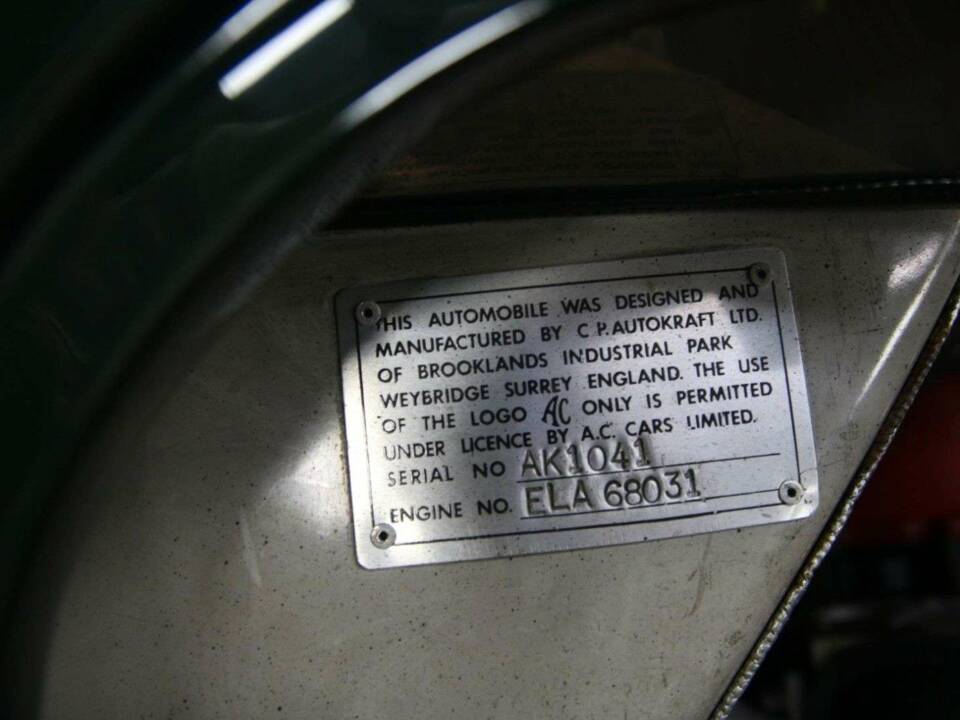 THIS AUTOMOBILE WAS DESIGNED AND
MANUFACTURED BY C.P. AUTOKRAFT LTD.
OF BROOKLANDS INDUSTRIAL PARK
WEYBRIDGE SURREY ENGLAND. THE USE
OF THE LOGO AC ONLY IS PERMITTED
UNDER LICENCE BY A.C. CARS LIMITED.
SERIAL NO AK1041
ENGINE NO. ELA 68031